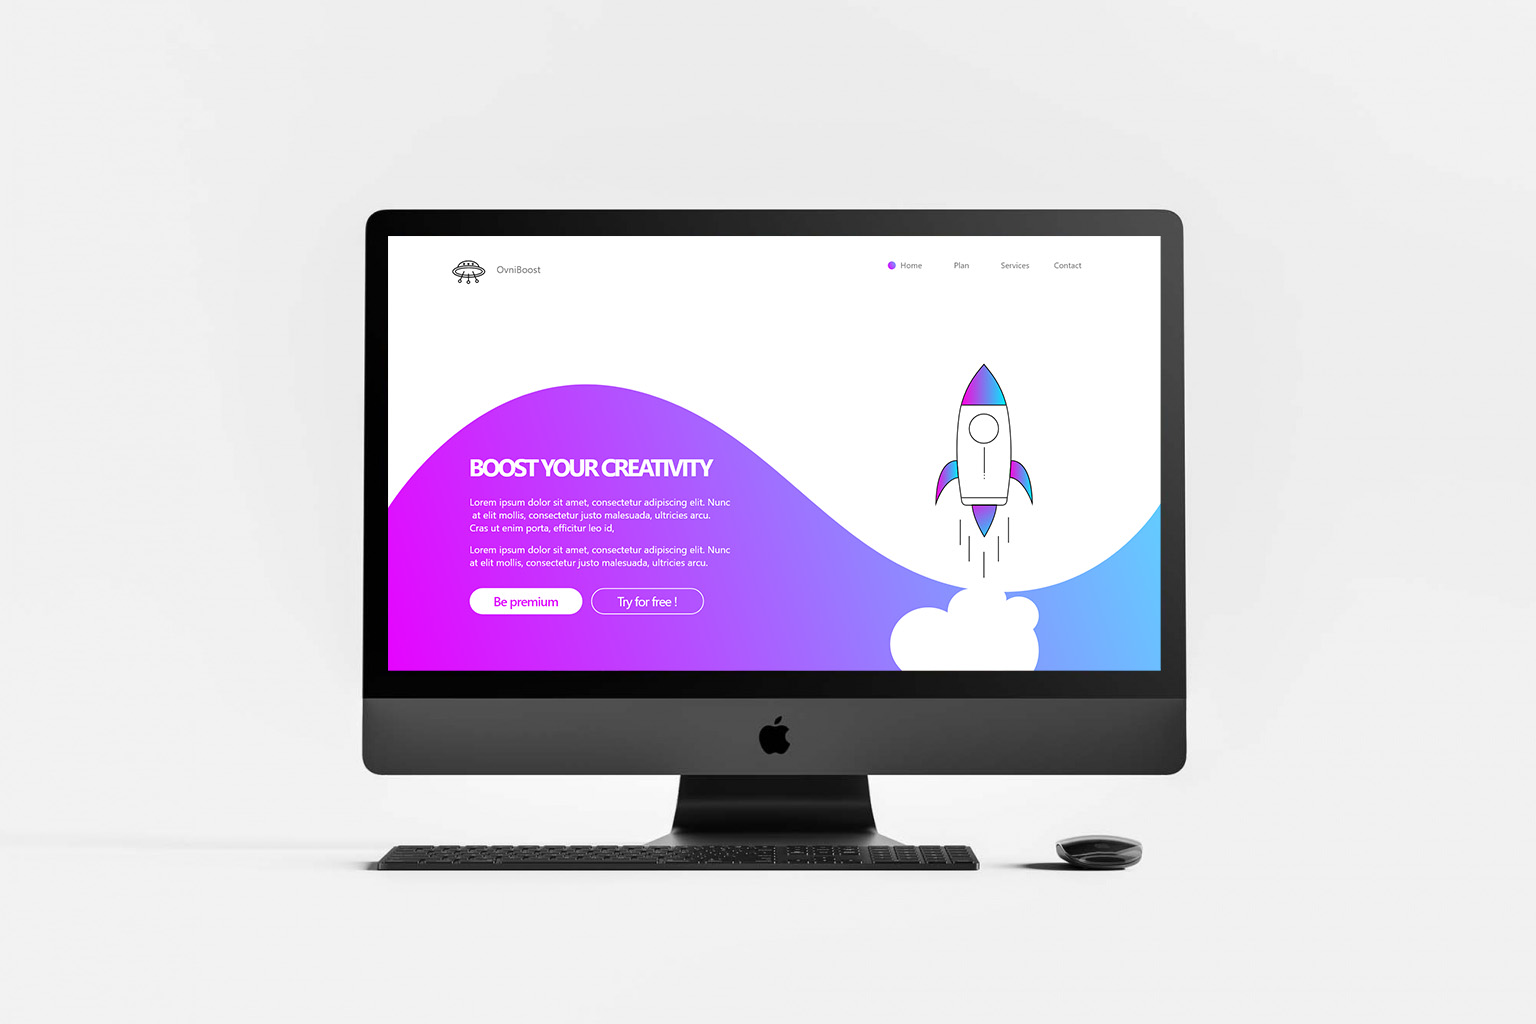 OvniBoost
Home
Plan
Services
Contact
BOOST YOUR CREATIVITY
Lorem ipsum dolor sit amet, consectetur adipiscing elit. Nunc
at elit mollis, consectetur justo malesuada, ultricies arcu.
Cras ut enim porta, efficitur leo id,
Lorem ipsum dolor sit amet, consectetur adipiscing elit. Nunc
at elit mollis, consectetur justo malesuada, ultricies arcu.
Be premium
Try for free !